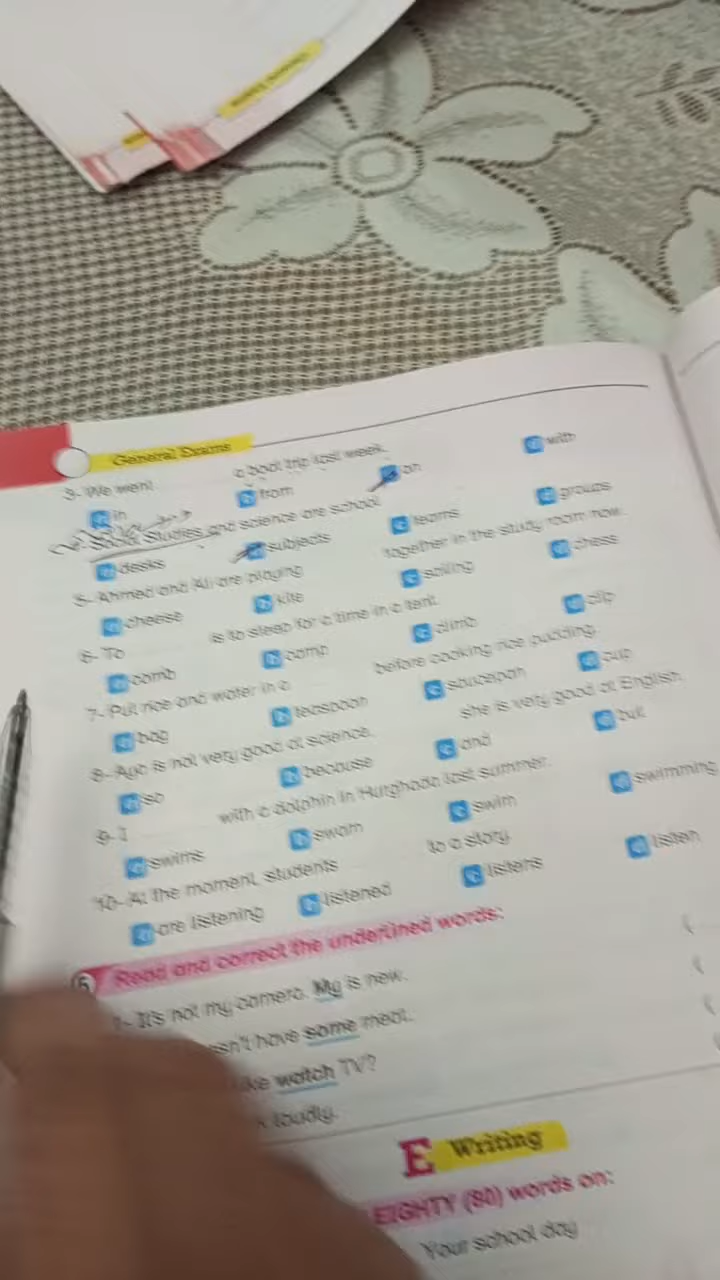 General Exams
3- We went a boat trip last week.
a in b from c on d with
4- Social Studies and science are school
a desks b subjects c teams d groups
5- Ahmed and Ali are playing together in the study room now.
a cheese b kite c sailing d chess
6- To is to sleep for a time in a tent.
a comb b camp c climb d clip
7- Put rice and water in a before cooking rice pudding.
a bag b teaspoon c saucepan d cup
8- Aya is not very good at science, she is very good at English.
a so b because c and d but
9- I with a dolphin in Hurghada last summer.
a swims b swam c swim d swimming
10- At the moment, students to a story.
a are listening b listened c listens d listen
5 Read and correct the underlined words:
1- It's not my camera. My is new.
sn't have some meat.
ke watch TV?
loudly.
E Writing
EIGHTY (80) words on:
Your school day